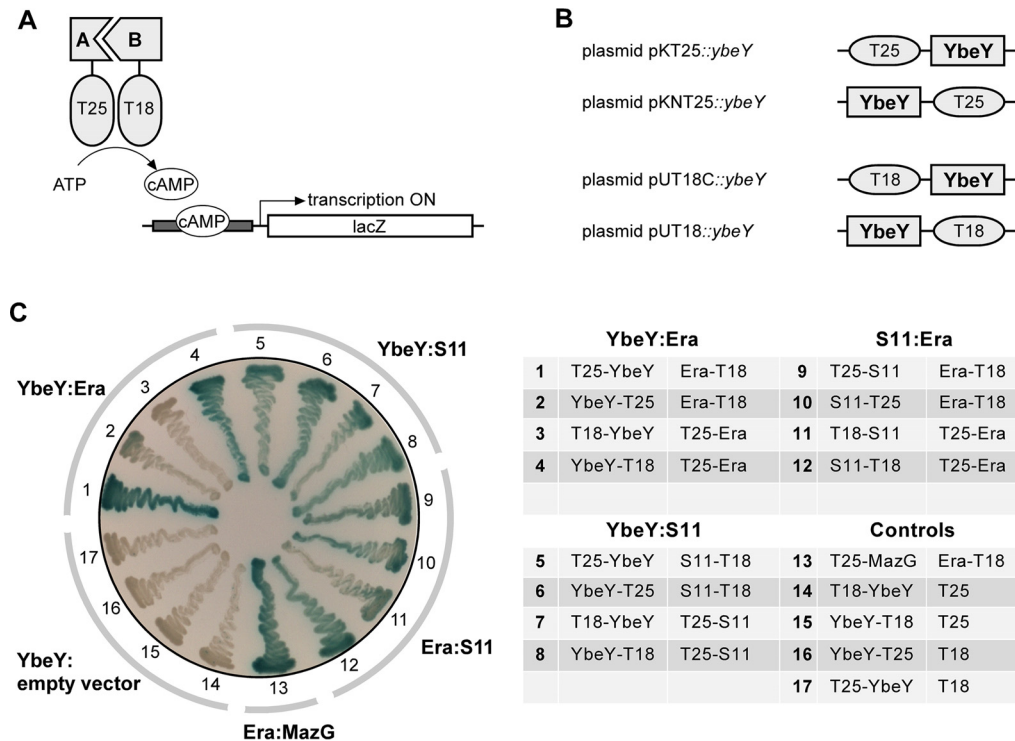 A
A B
T25 T18
ATP cAMP
transcription ON
cAMP lacZ
B
plasmid pKT25::ybeY T25 YbeY
plasmid pKNT25::ybeY YbeY T25
plasmid pUT18C::ybeY T18 YbeY
plasmid pUT18::ybeY YbeY T18
C
YbeY:Era
YbeY:S11
Era:S11
Era:MazG
YbeY:
empty vector
1
2
3
4
5
6
7
8
9
10
11
12
13
14
15
16
17
YbeY:Era S11:Era
1 T25-YbeY Era-T18 9 T25-S11 Era-T18
2 YbeY-T25 Era-T18 10 S11-T25 Era-T18
3 T18-YbeY T25-Era 11 T18-S11 T25-Era
4 YbeY-T18 T25-Era 12 S11-T18 T25-Era
YbeY:S11 Controls
5 T25-YbeY S11-T18 13 T25-MazG Era-T18
6 YbeY-T25 S11-T18 14 T18-YbeY T25
7 T18-YbeY T25-S11 15 YbeY-T18 T25
8 YbeY-T18 T25-S11 16 YbeY-T25 T18
17 T25-YbeY T18